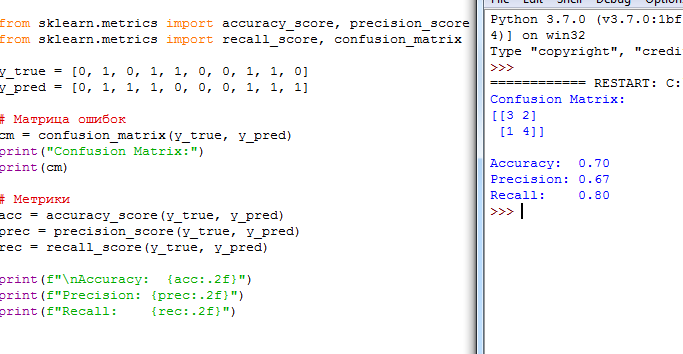 from sklearn.metrics import accuracy_score, precision_score
from sklearn.metrics import recall_score, confusion_matrix
y_true = [0, 1, 0, 1, 1, 0, 0, 1, 1, 0]
y_pred = [0, 1, 1, 1, 0, 0, 0, 1, 1, 1]
# Матрица ошибок
cm = confusion_matrix(y_true, y_pred)
print("Confusion Matrix:")
print(cm)
# Метрики
acc = accuracy_score(y_true, y_pred)
prec = precision_score(y_true, y_pred)
rec = recall_score(y_true, y_pred)
print(f"\nAccuracy:  {acc:.2f}")
print(f"Precision: {prec:.2f}")
print(f"Recall:    {rec:.2f}")
Python 3.7.0 (v3.7.0:1bf
4)] on win32
Type "copyright", "credi
>>>
============ RESTART: C:
Confusion Matrix:
[[3 2]
 [1 4]]
Accuracy:  0.70
Precision: 0.67
Recall:    0.80
>>>